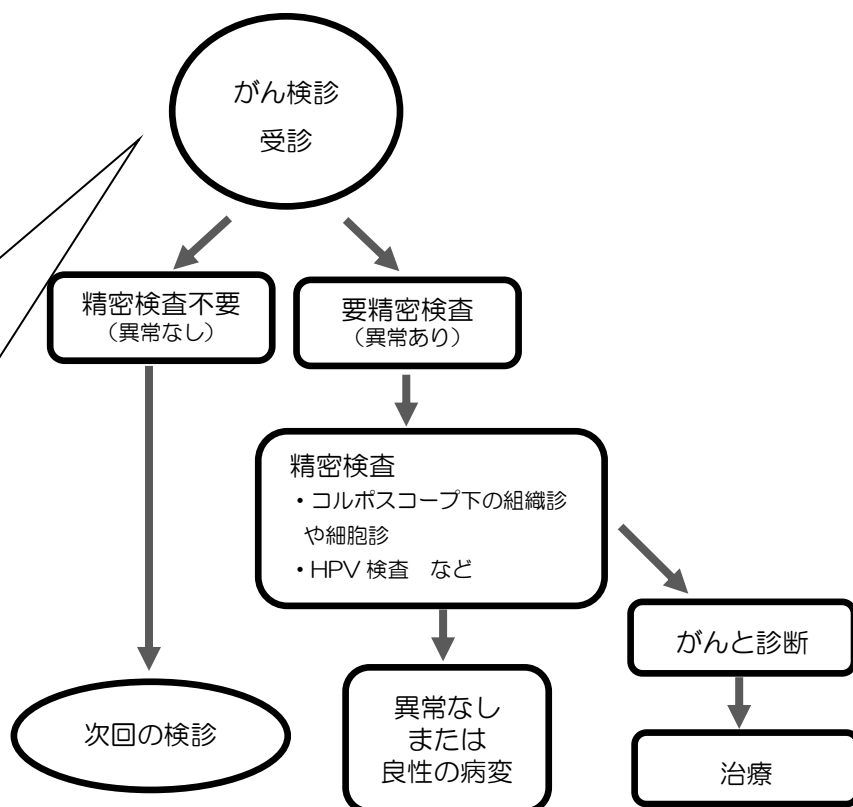 がん検診
受診
精密検査不要
（異常なし）
要精密検査
（異常あり）
精密検査
・コルポスコープ下の組織診
や細胞診
・HPV 検査　など
がんと診断
次回の検診
異常なし
または
良性の病変
治療